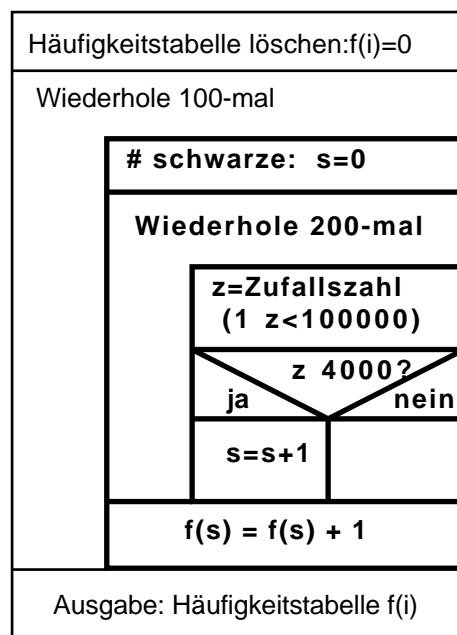 Häufigkeitstabelle löschen:f(i)=0
Wiederhole 100-mal
# schwarze: s=0
Wiederhole 200-mal
z=Zufallszahl
(1 z<100000)
z 4000?
ja nein
s=s+1
f(s) = f(s) + 1
Ausgabe: Häufigkeitstabelle f(i)